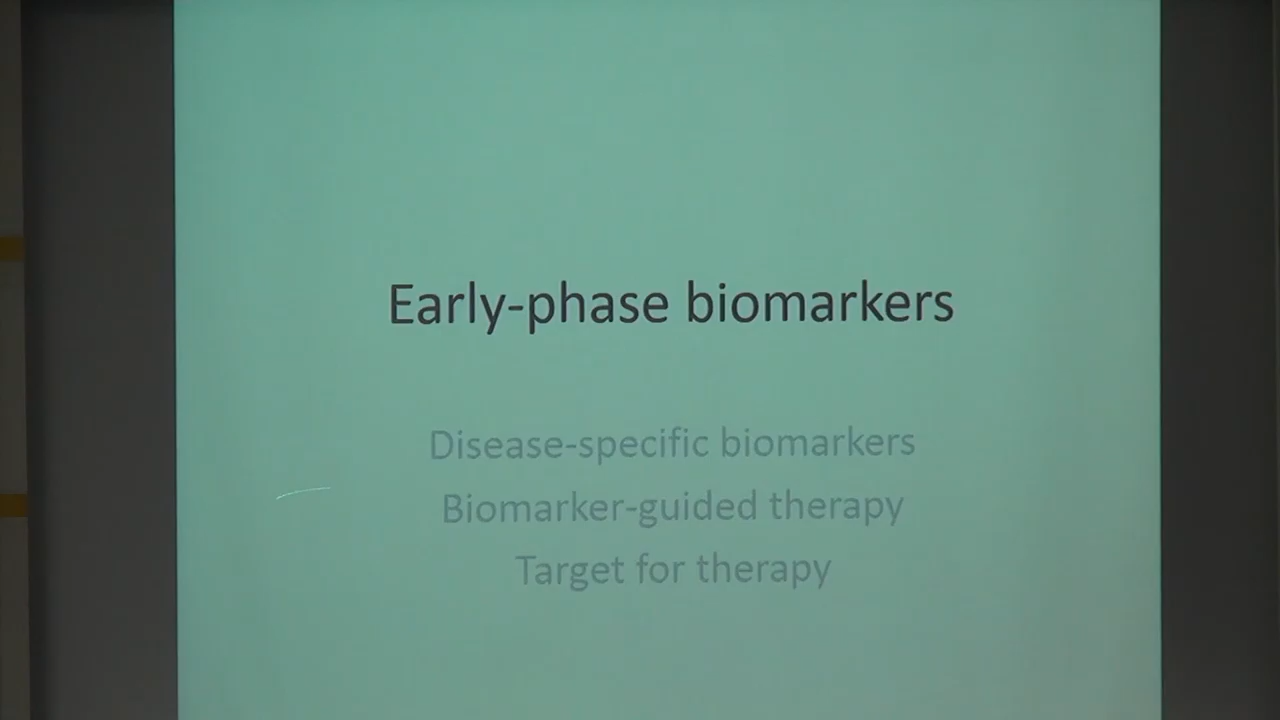 Early-phase biomarkers
Disease-specific biomarkers
Biomarker-guided therapy
Target for therapy